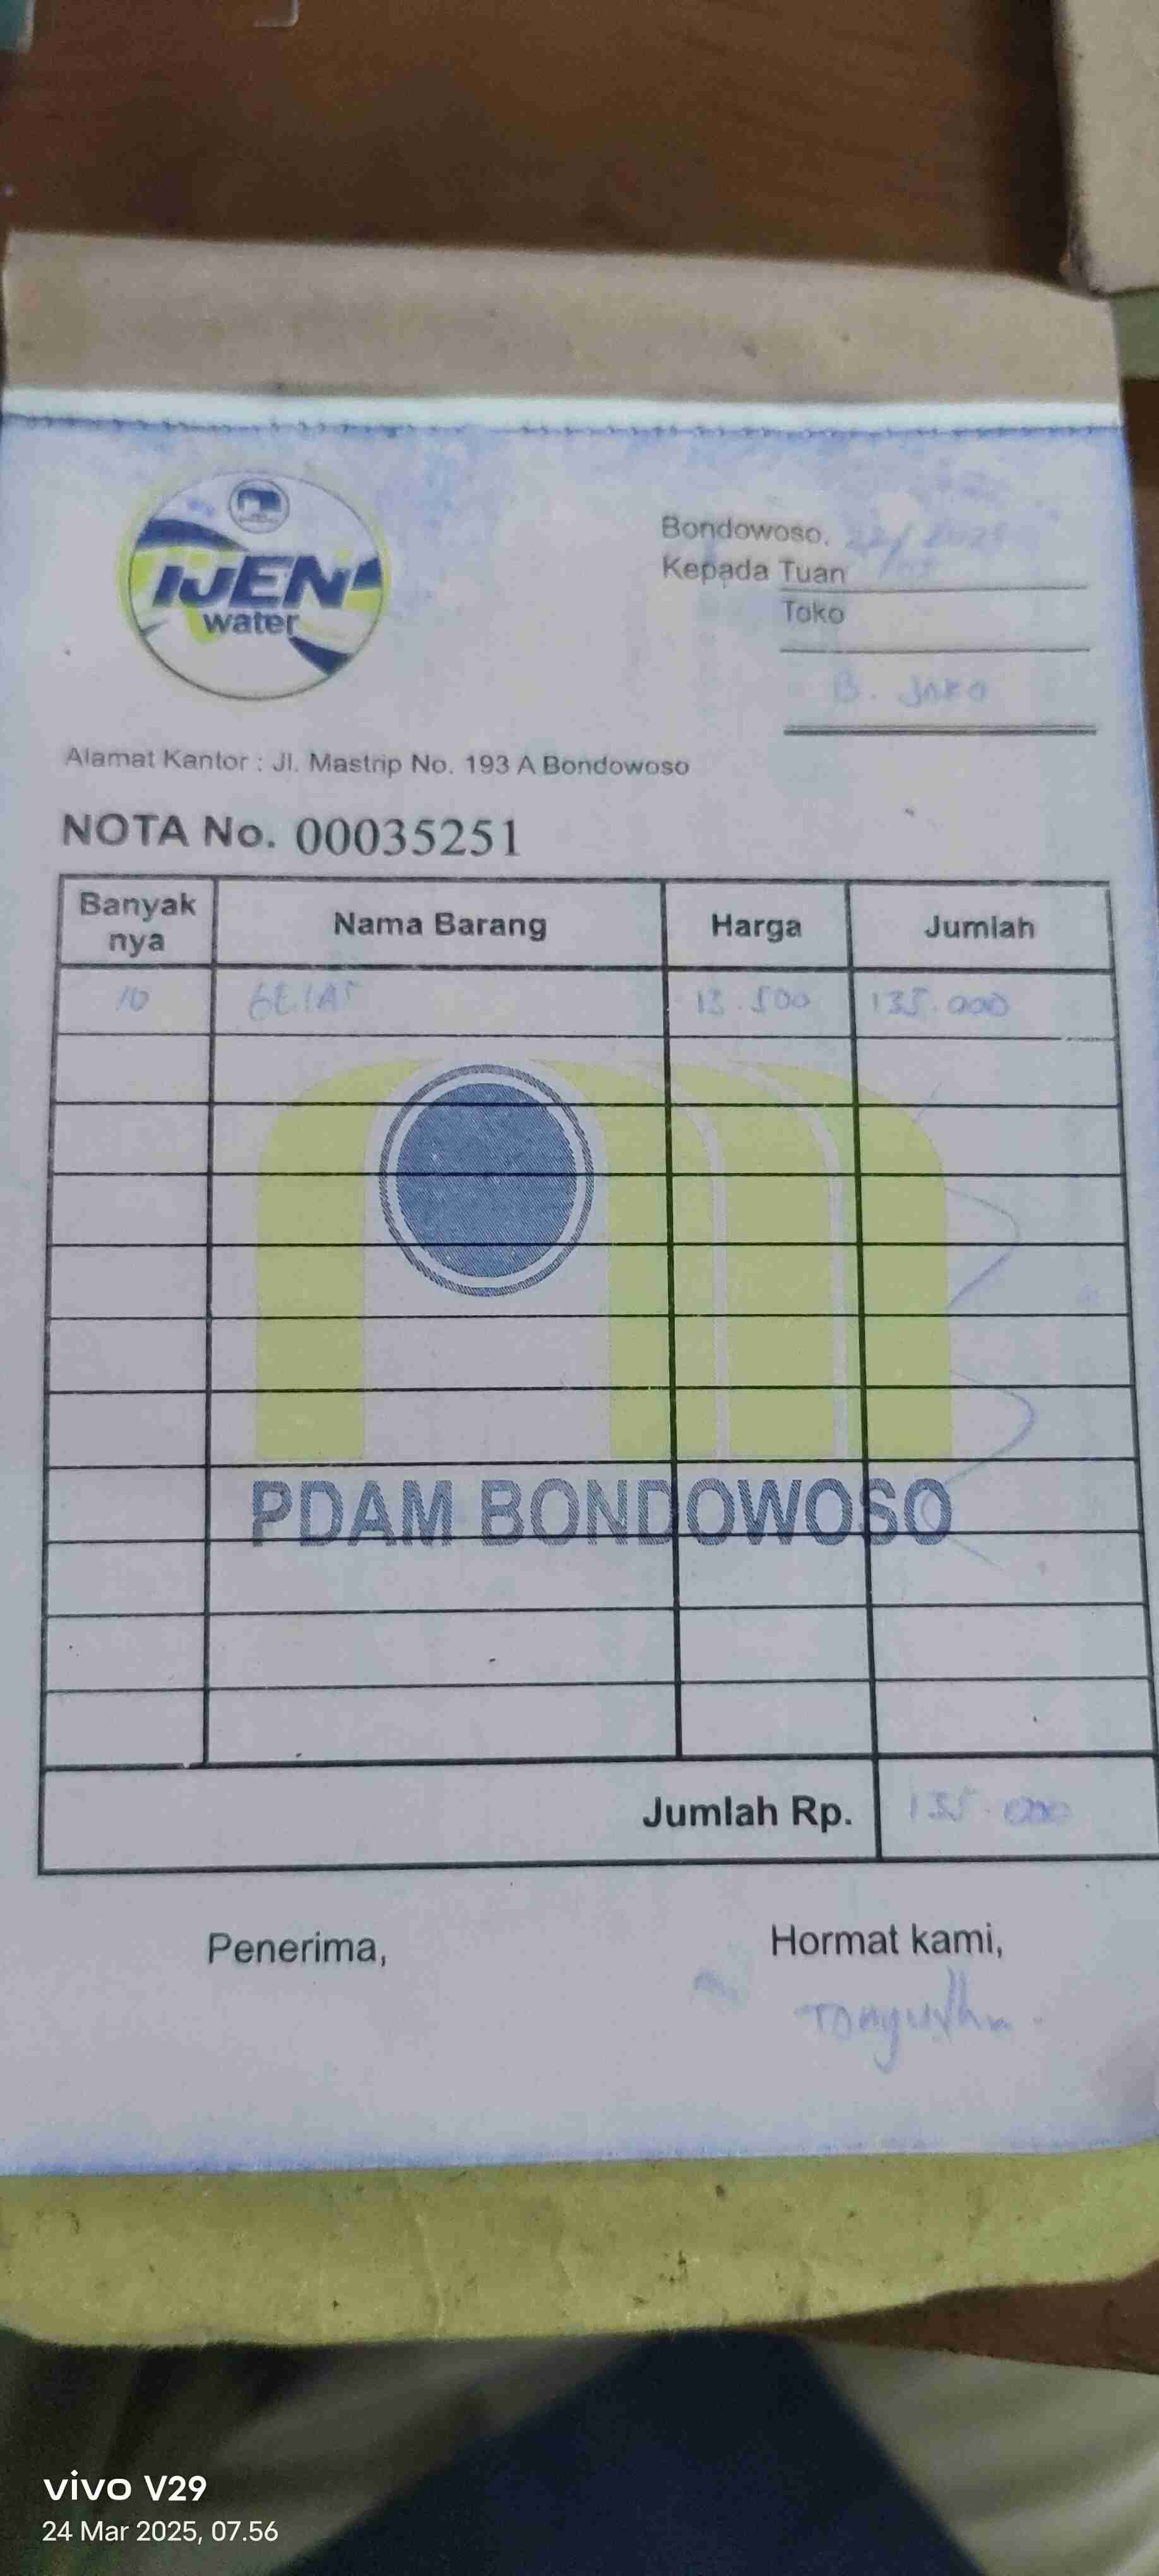 IJEN
water
Bondowoso, 22/ 2025
Kepada Tuan
Toko
B. Joko
Alamat Kantor : Jl. Mastrip No. 193 A Bondowoso
NOTA No. 00035251
Banyak nya Nama Barang Harga Jumlah
10 GELAS 13.500 135.000
PDAM BONDOWOSO
Jumlah Rp. 135.000
Penerima, Hormat kami,
vivo V29
24 Mar 2025, 07.56